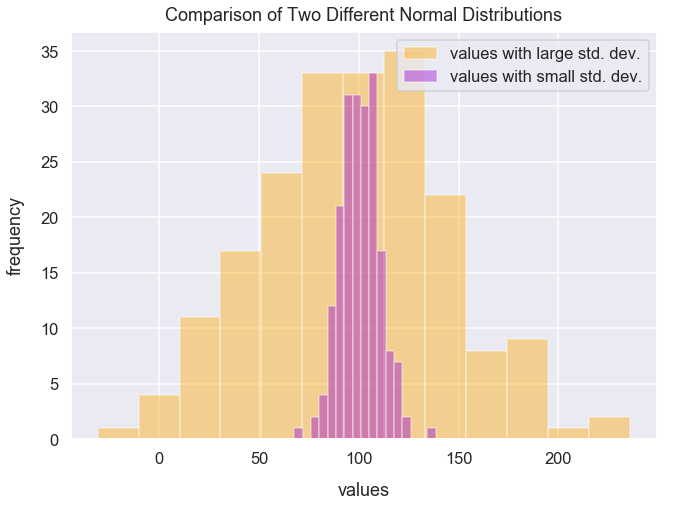 Comparison of Two Different Normal Distributions
values with large std. dev.
values with small std. dev.
frequency
35
30
25
20
15
10
5
0
0 50 100 150 200
values